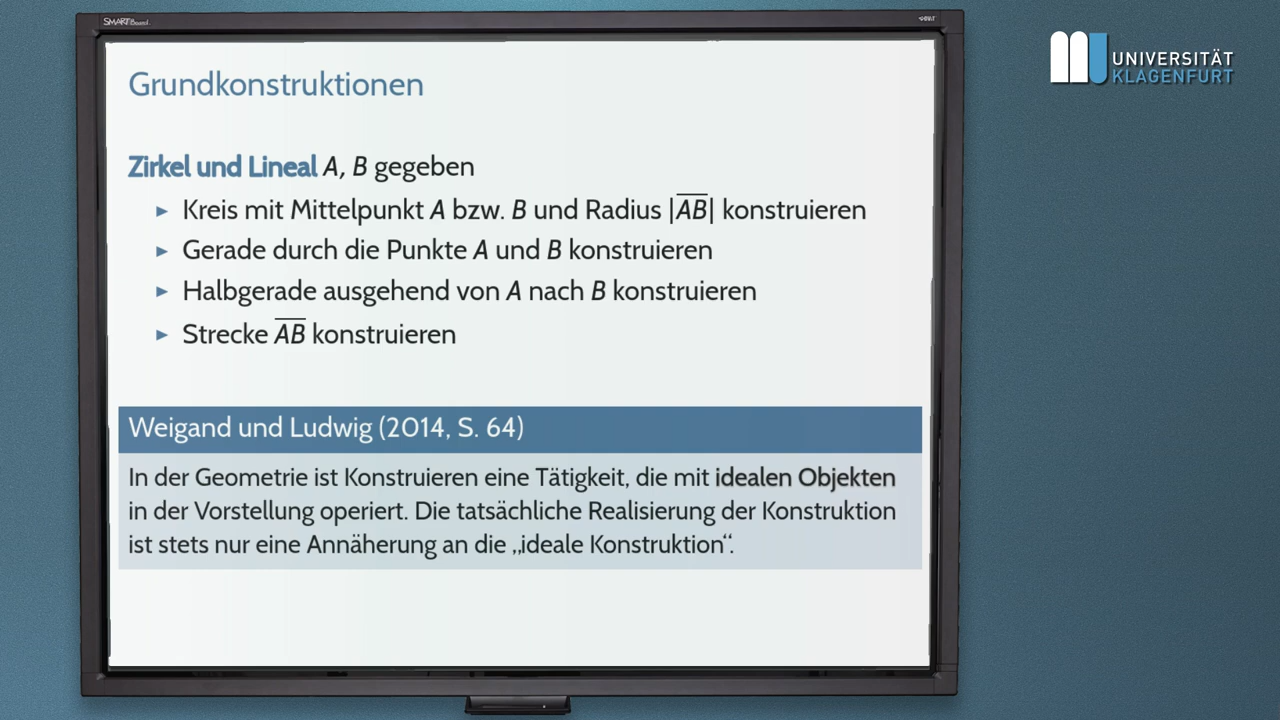 SMART Board
UNIVERSITÄT
KLAGENFURT
Grundkonstruktionen
Zirkel und Lineal A, B gegeben
► Kreis mit Mittelpunkt A bzw. B und Radius |A̅B̅| konstruieren
► Gerade durch die Punkte A und B konstruieren
► Halbgerade ausgehend von A nach B konstruieren
► Strecke A̅B̅ konstruieren
Weigand und Ludwig (2014, S. 64)
In der Geometrie ist Konstruieren eine Tätigkeit, die mit idealen Objekten
in der Vorstellung operiert. Die tatsächliche Realisierung der Konstruktion
ist stets nur eine Annäherung an die „ideale Konstruktion“.